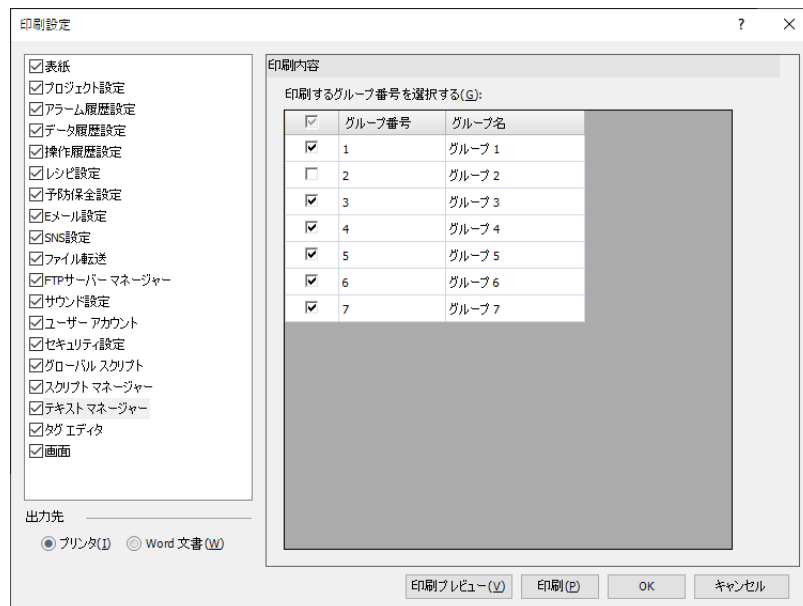 印刷設定
? ×
表紙
プロジェクト設定
アラーム履歴設定
データ履歴設定
操作履歴設定
レシピ設定
予防保全設定
Eメール設定
SNS設定
ファイル転送
FTPサーバー マネージャー
サウンド設定
ユーザー アカウント
セキュリティ設定
グローバル スクリプト
スクリプト マネージャー
テキスト マネージャー
タグ エディタ
画面
出力先
プリンタ(I) Word 文書(W)
印刷内容
印刷するグループ番号を選択する(G):
グループ番号 グループ名
1 グループ 1
2 グループ 2
3 グループ 3
4 グループ 4
5 グループ 5
6 グループ 6
7 グループ 7
印刷プレビュー(V) 印刷(P) OK キャンセル